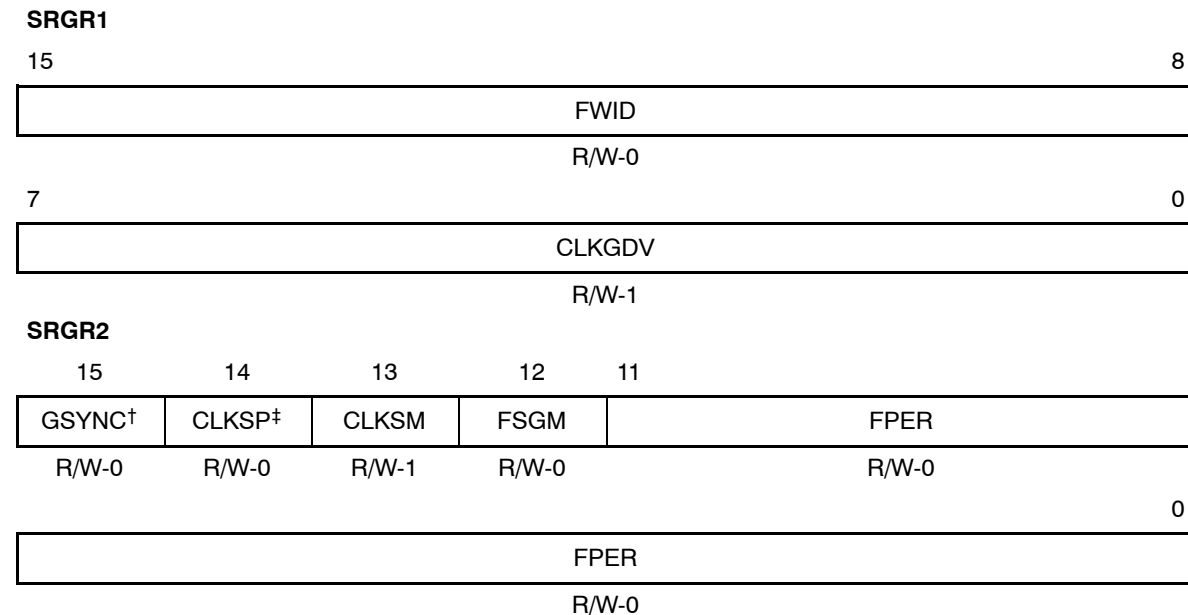 SRGR1
15 8
FWID
R/W-0
7 0
CLKGDV
R/W-1
SRGR2
15 14 13 12 11
GSYNC† CLKSP‡ CLKSM FSGM FPER
R/W-0 R/W-0 R/W-1 R/W-0 R/W-0
0
FPER
R/W-0